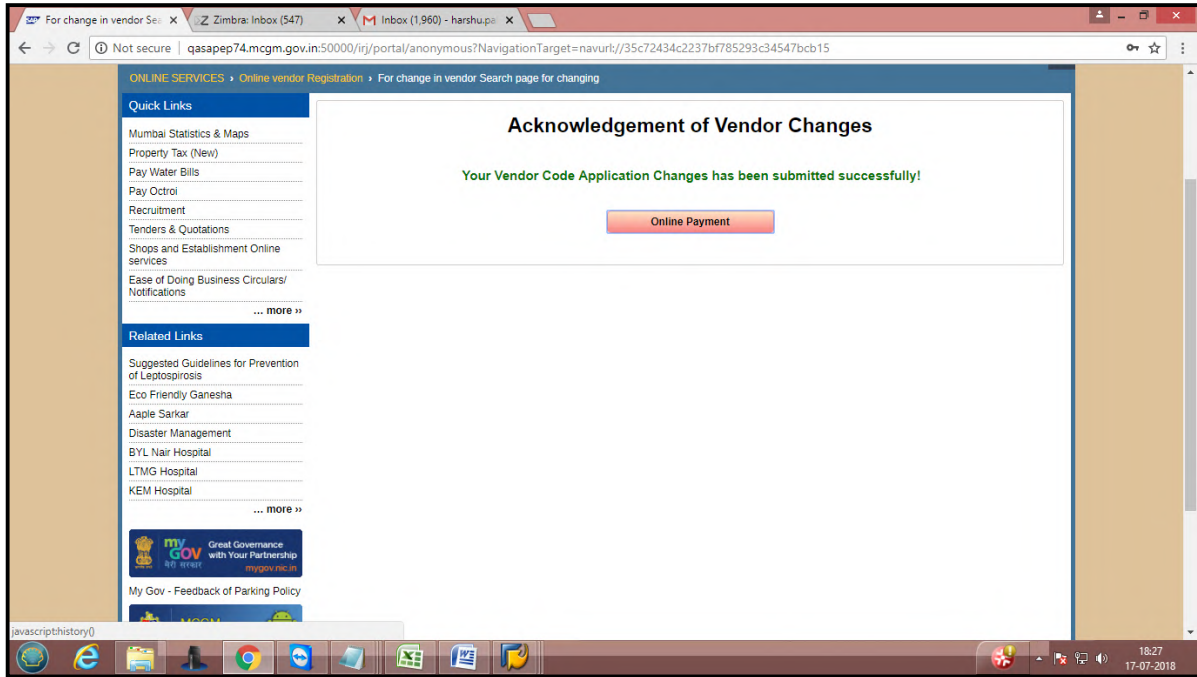 For change in vendor Sea
Zimbra: Inbox (547)
Inbox (1,960) - harshu.pa
Not secure | qasapep74.mcgm.gov.in:50000/irj/portal/anonymous?NavigationTarget=navurl://35c72434c2237bf785293c34547bcb15
ONLINE SERVICES › Online vendor Registration › For change in vendor Search page for changing
Quick Links
Mumbai Statistics & Maps
Property Tax (New)
Pay Water Bills
Pay Octroi
Recruitment
Tenders & Quotations
Shops and Establishment Online
services
Ease of Doing Business Circulars/
Notifications
... more ››
Related Links
Suggested Guidelines for Prevention
of Leptospirosis
Eco Friendly Ganesha
Aaple Sarkar
Disaster Management
BYL Nair Hospital
LTMG Hospital
KEM Hospital
... more ››
my
GOV
मेरी सरकार
Great Governance
with Your Partnership
mygov.nic.in
My Gov - Feedback of Parking Policy
MCGM
Acknowledgement of Vendor Changes
Your Vendor Code Application Changes has been submitted successfully!
Online Payment
javascript:history()
18:27
17-07-2018